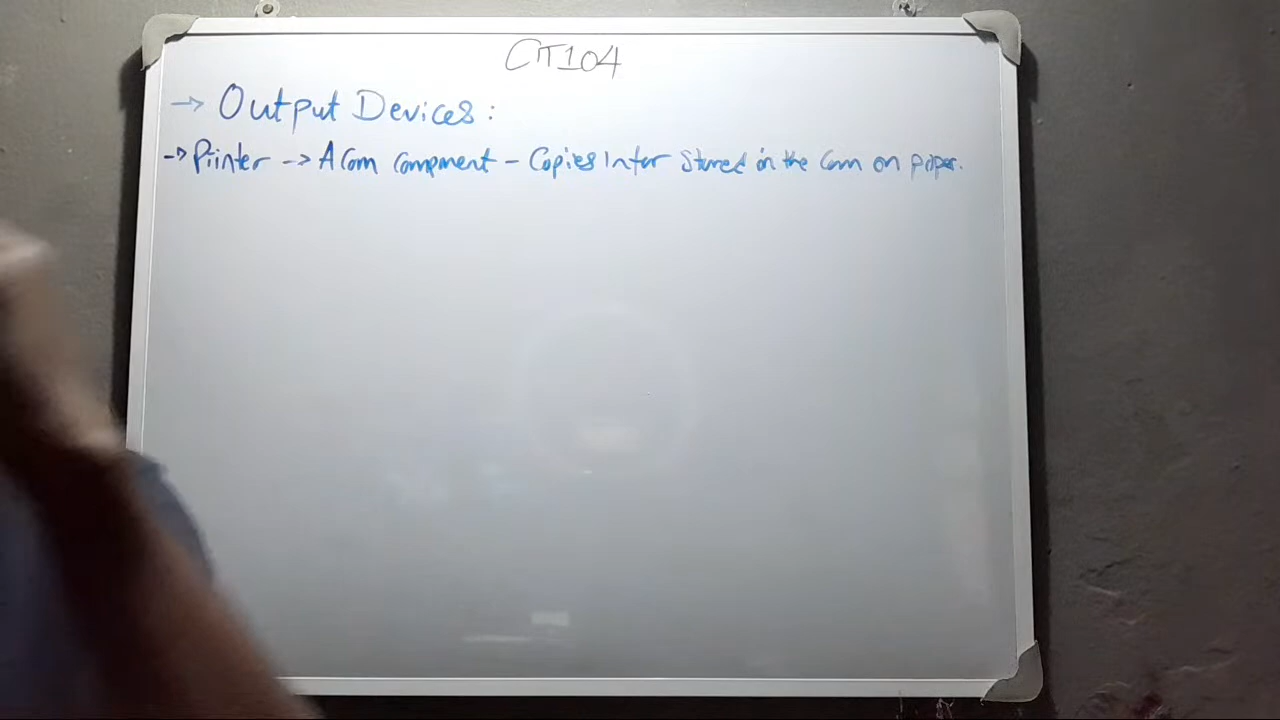 CIT104
→ Output Devices:
→ Printer → A Com Component - Copies Infor Stored in the Com on paper.